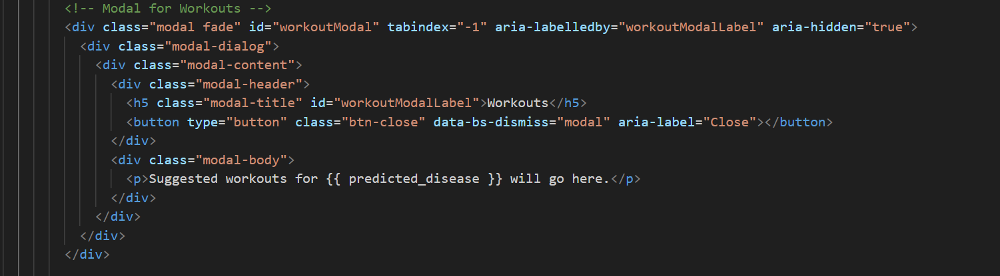 <!-- Modal for Workouts -->
<div class="modal fade" id="workoutModal" tabindex="-1" aria-labelledby="workoutModalLabel" aria-hidden="true">
<div class="modal-dialog">
<div class="modal-content">
<div class="modal-header">
<h5 class="modal-title" id="workoutModalLabel">Workouts</h5>
<button type="button" class="btn-close" data-bs-dismiss="modal" aria-label="Close"></button>
</div>
<div class="modal-body">
<p>Suggested workouts for {{ predicted_disease }} will go here.</p>
</div>
</div>
</div>
</div>